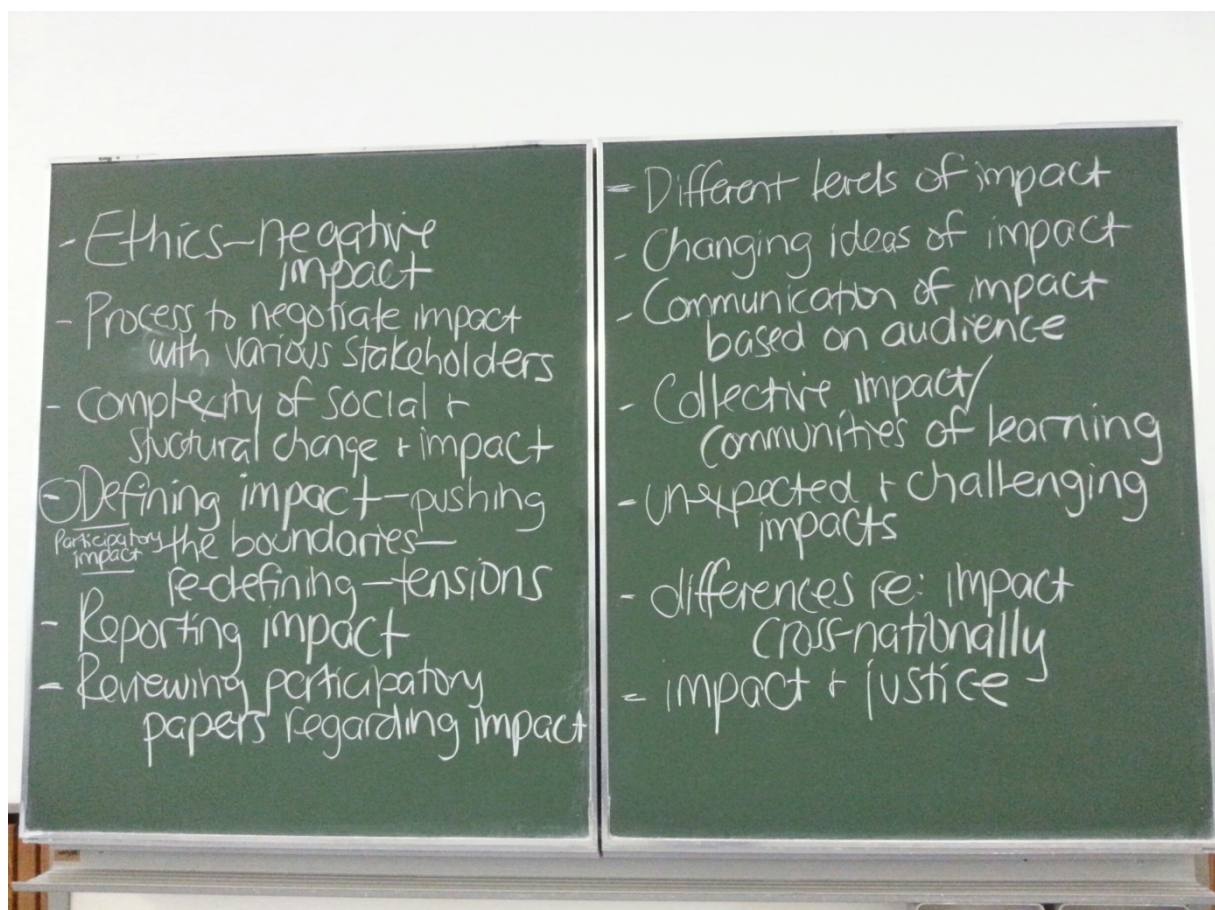 - Ethics - negative
impact
- Process to negotiate impact
with various stakeholders
- Complexity of social +
stuctural change + impact
- Defining impact - pushing
Participatory
impact
the boundaries -
re-defining - tensions
- Reporting impact
- Reviewing participatory
papers regarding impact
- Different levels of impact
- Changing ideas of impact
- Communication of impact
based on audience
- Collective impact/
Communities of learning
- unexpected + challenging
impacts
- differences re: impact
cross-nationally
- impact + justice